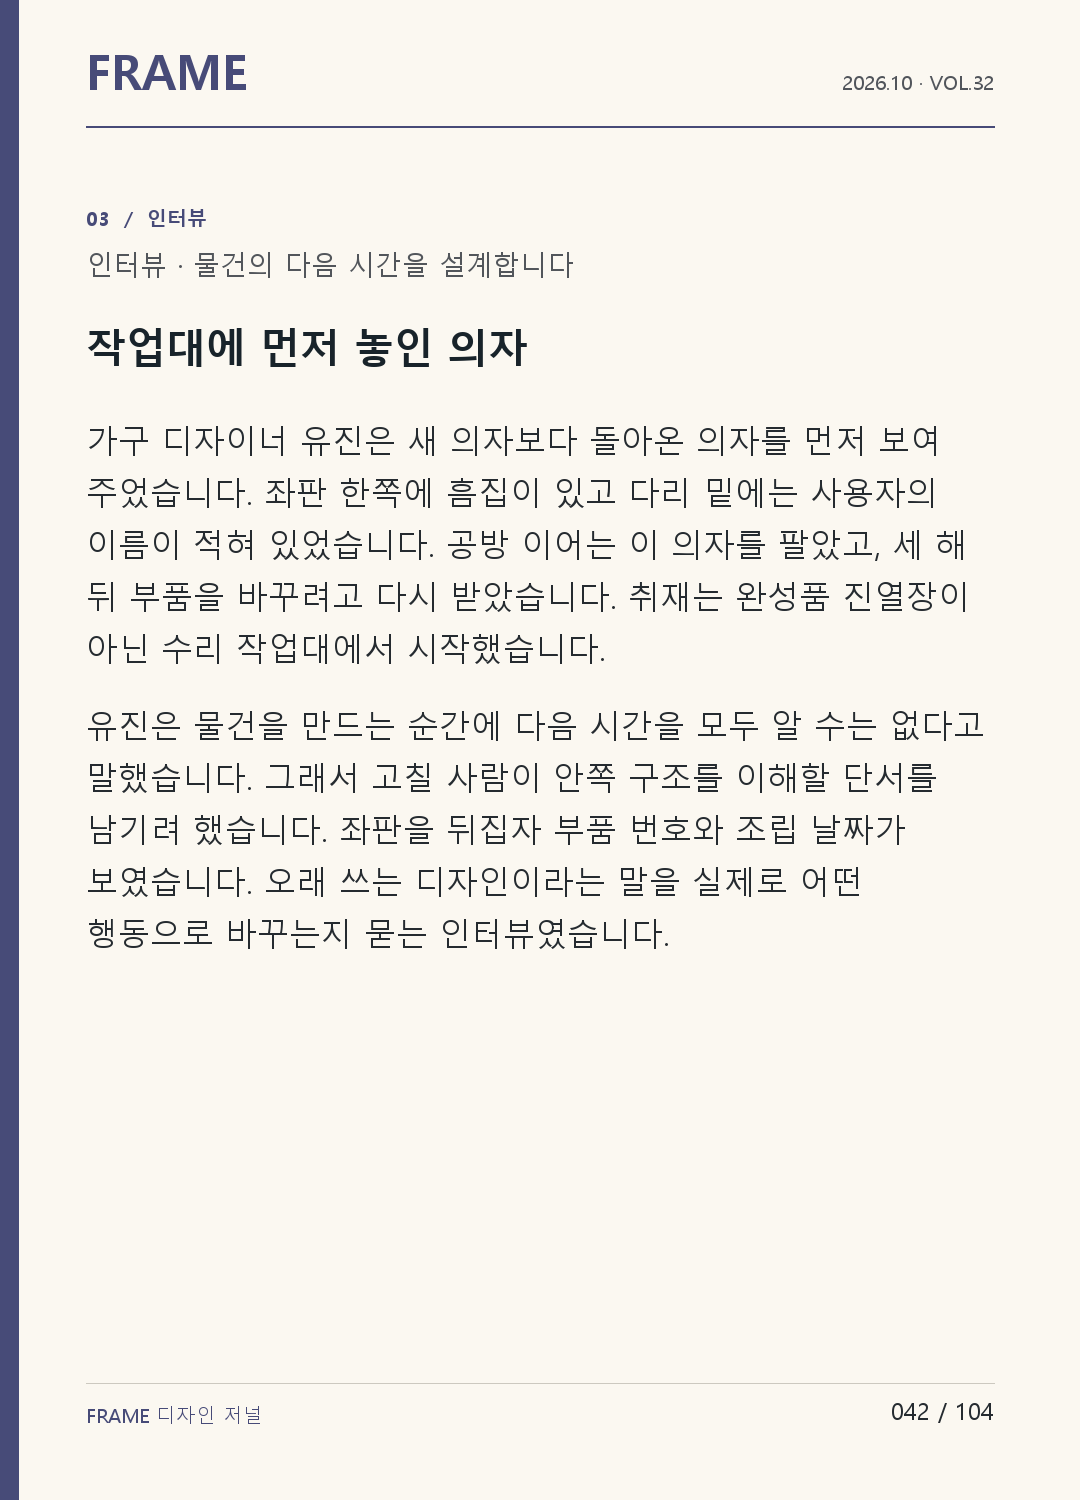 FRAME
2026.10 · VOL.32
03 / 인터뷰
인터뷰 · 물건의 다음 시간을 설계합니다
작업대에 먼저 놓인 의자
가구 디자이너 유진은 새 의자보다 돌아온 의자를 먼저 보여
주었습니다. 좌판 한쪽에 흠집이 있고 다리 밑에는 사용자의
이름이 적혀 있었습니다. 공방 이어는 이 의자를 팔았고, 세 해
뒤 부품을 바꾸려고 다시 받았습니다. 취재는 완성품 진열장이
아닌 수리 작업대에서 시작했습니다.
유진은 물건을 만드는 순간에 다음 시간을 모두 알 수는 없다고
말했습니다. 그래서 고칠 사람이 안쪽 구조를 이해할 단서를
남기려 했습니다. 좌판을 뒤집자 부품 번호와 조립 날짜가
보였습니다. 오래 쓰는 디자인이라는 말을 실제로 어떤
행동으로 바꾸는지 묻는 인터뷰였습니다.
FRAME 디자인 저널
042 / 104